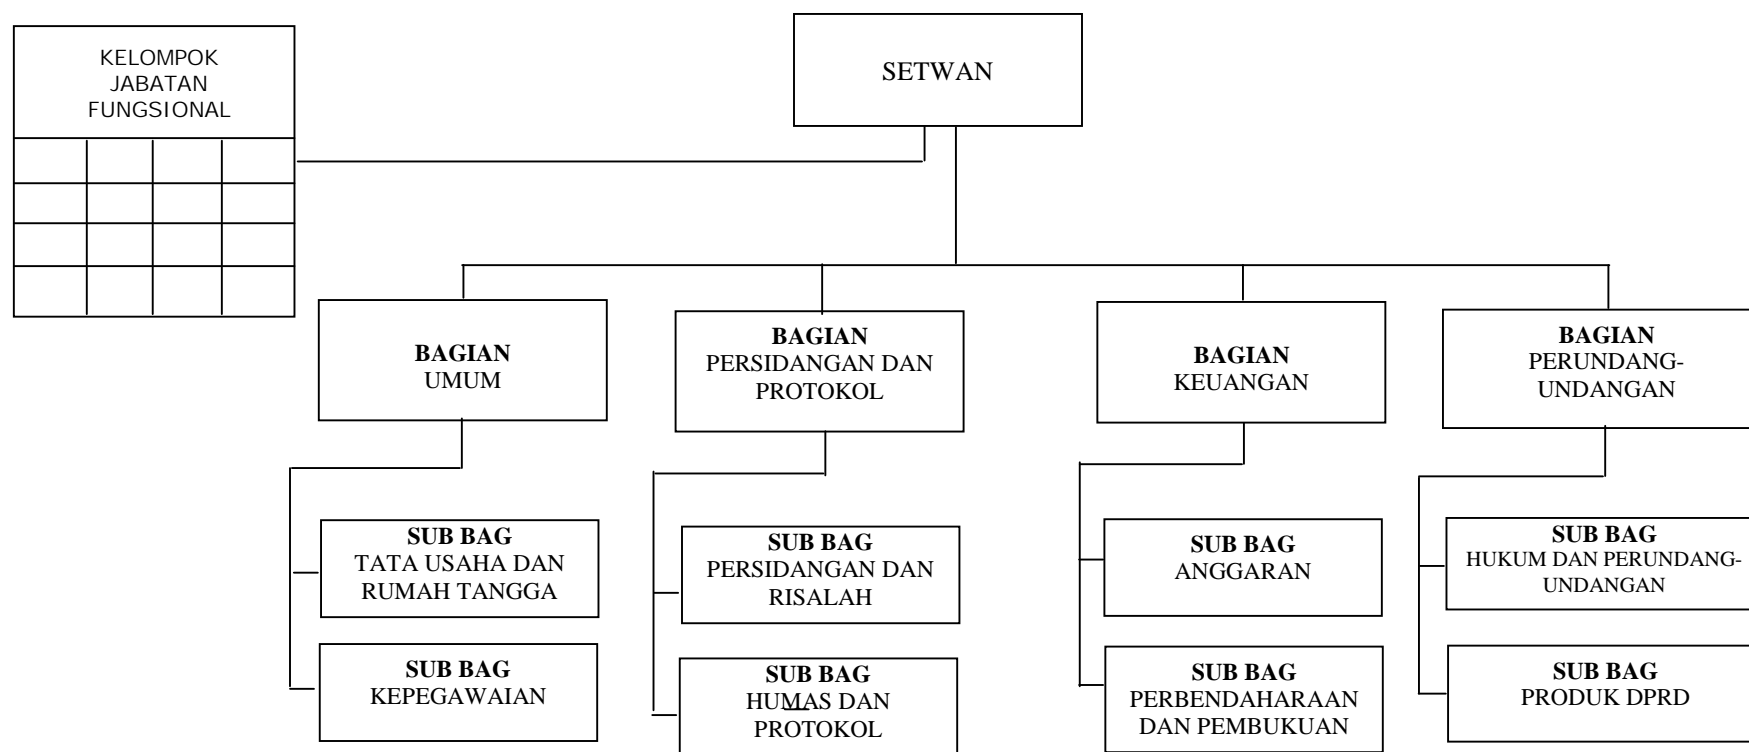 KELOMPOK
JABATAN
FUNGSIONAL
SETWAN
BAGIAN
UMUM
BAGIAN
PERSIDANGAN DAN
PROTOKOL
BAGIAN
KEUANGAN
BAGIAN
PERUNDANG-
UNDANGAN
SUB BAG
TATA USAHA DAN
RUMAH TANGGA
SUB BAG
PERSIDANGAN DAN
RISALAH
SUB BAG
ANGGARAN
SUB BAG
HUKUM DAN PERUNDANG-
UNDANGAN
SUB BAG
KEPEGAWAIAN
SUB BAG
HUMAS DAN
PROTOKOL
SUB BAG
PERBENDAHARAAN
DAN PEMBUKUAN
SUB BAG
PRODUK DPRD